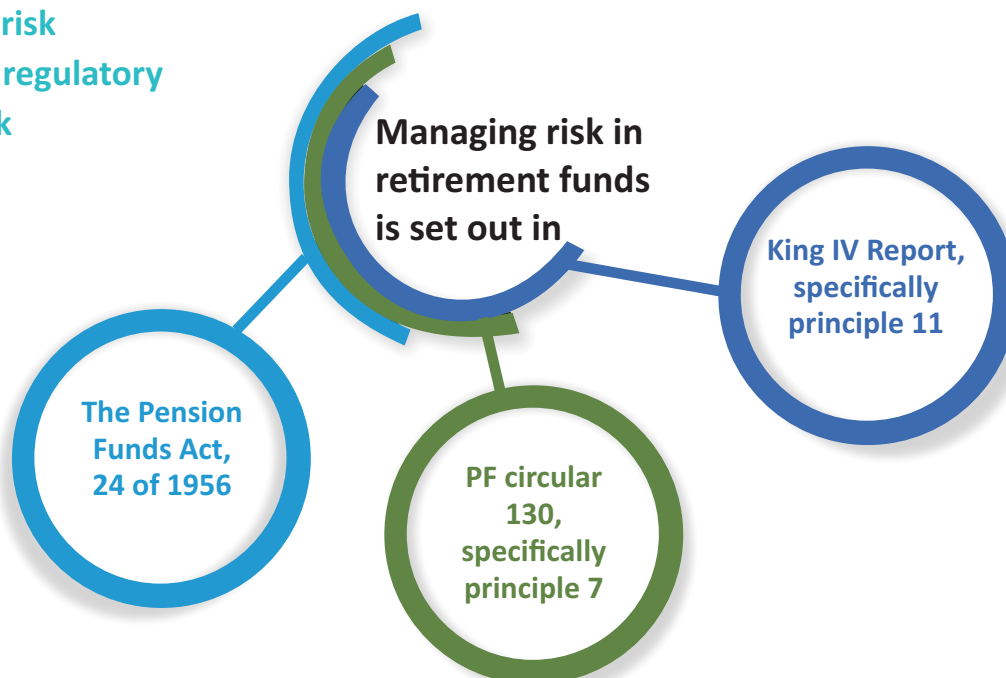 risk
regulatory
k
Managing risk in
retirement funds
is set out in
King IV Report,
specifically
principle 11
The Pension
Funds Act,
24 of 1956
PF circular
130,
specifically
principle 7